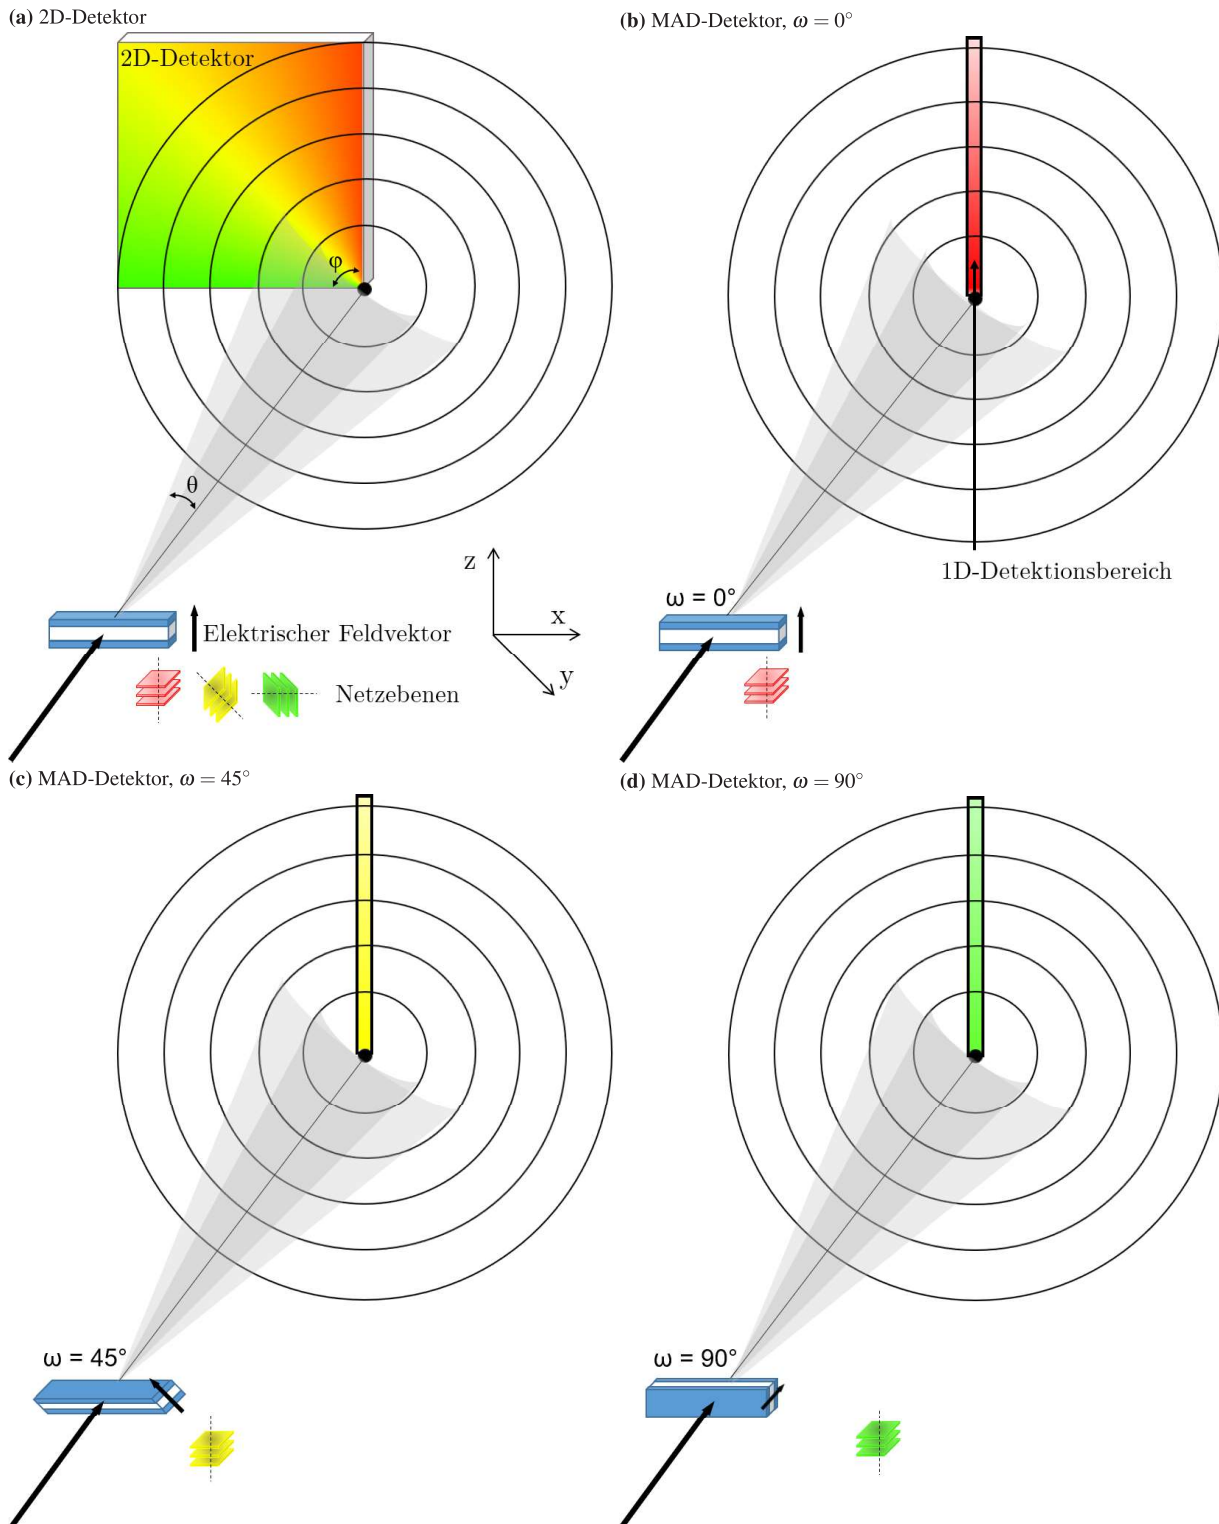 (a) 2D-Detektor
2D-Detektor
φ
θ
Elektrischer Feldvektor
Netzebenen
z
x
y
(b) MAD-Detektor, ω = 0°
1D-Detektionsbereich
ω = 0°
(c) MAD-Detektor, ω = 45°
ω = 45°
(d) MAD-Detektor, ω = 90°
ω = 90°